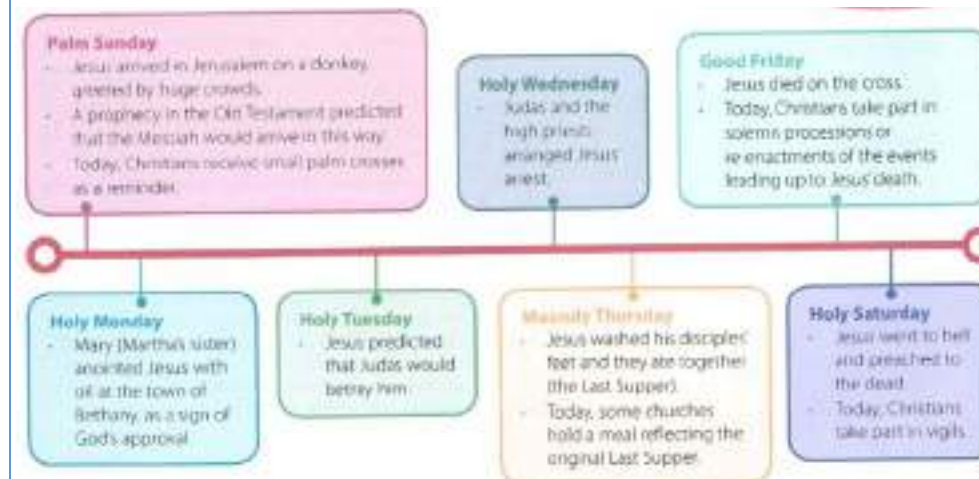 Palm Sunday
- Jesus arrived in Jerusalem on a donkey,
greeted by huge crowds.
- A prophecy in the Old Testament predicted
that the Messiah would arrive in this way.
- Today, Christians receive small palm crosses
- as a reminder.
Holy Wednesday
- Judas and the
high priests
arranged Jesus'
arrest.
Good Friday
- Jesus died on the cross.
- Today, Christians take part in
solemn processions or
re enactments of the events
leading up to Jesus' death.
Holy Monday
- Mary (Martha's sister)
anointed Jesus with
oil at the town of
Bethany, as a sign of
God's approval
Holy Tuesday
- Jesus predicted
that Judas would
betray him
Maundy Thursday
- Jesus washed his disciples'
feet and they ate together
(the Last Supper).
- Today, some churches
hold a meal reflecting the
original Last Supper.
Holy Saturday
- Jesus went to hell
and preached to
the dead
- Today, Christians
take part in vigils.